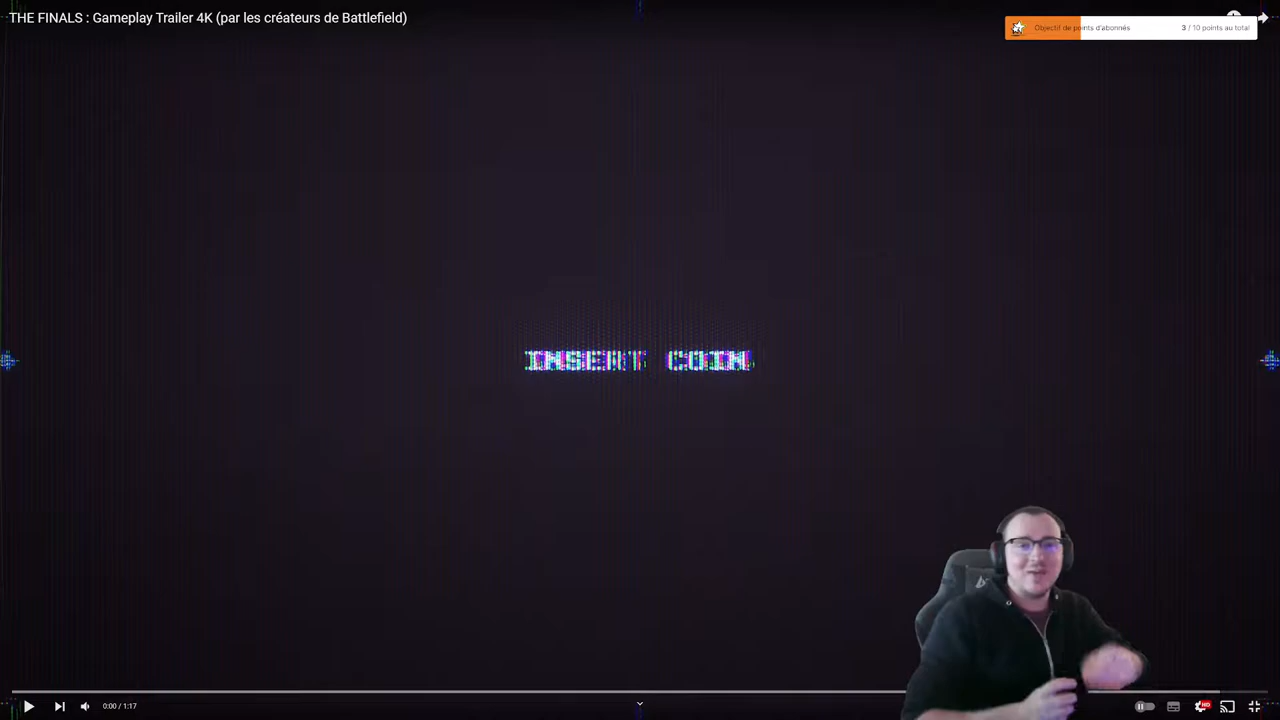 THE FINALS : Gameplay Trailer 4K (par les créateurs de Battlefield)
Objectif de points d'abonnés 3 / 10 points au total
INSERT COIN
0:00 / 1:17
HD